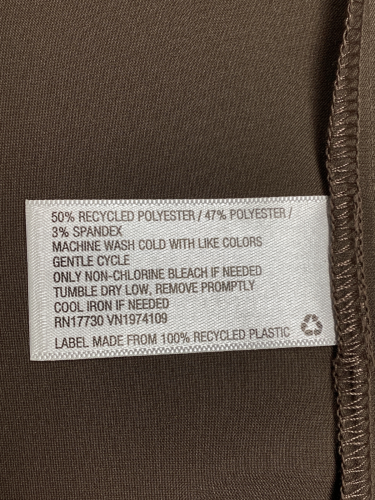 50% RECYCLED POLYESTER / 47% POLYESTER /
3% SPANDEX
MACHINE WASH COLD WITH LIKE COLORS
GENTLE CYCLE
ONLY NON-CHLORINE BLEACH IF NEEDED
TUMBLE DRY LOW, REMOVE PROMPTLY
COOL IRON IF NEEDED
RN17730 VN1974109
LABEL MADE FROM 100% RECYCLED PLASTIC